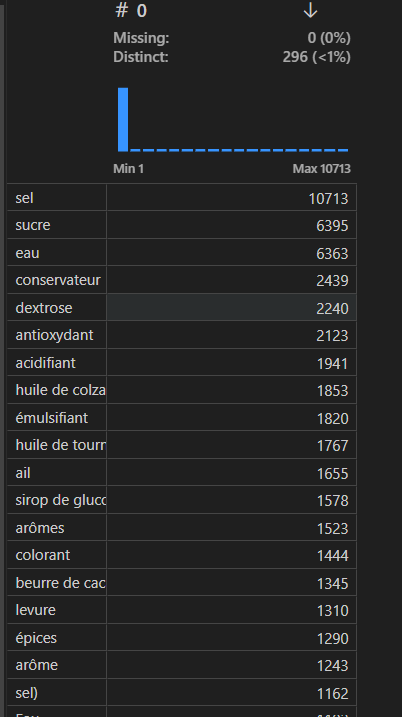 # 0 ↓
Missing: 0 (0%)
Distinct: 296 (<1%)
Min 1 Max 10713
sel 10713
sucre 6395
eau 6363
conservateur 2439
dextrose 2240
antioxydant 2123
acidifiant 1941
huile de colza 1853
émulsifiant 1820
huile de tourn 1767
ail 1655
sirop de gluco 1578
arômes 1523
colorant 1444
beurre de cac 1345
levure 1310
épices 1290
arôme 1243
sel) 1162